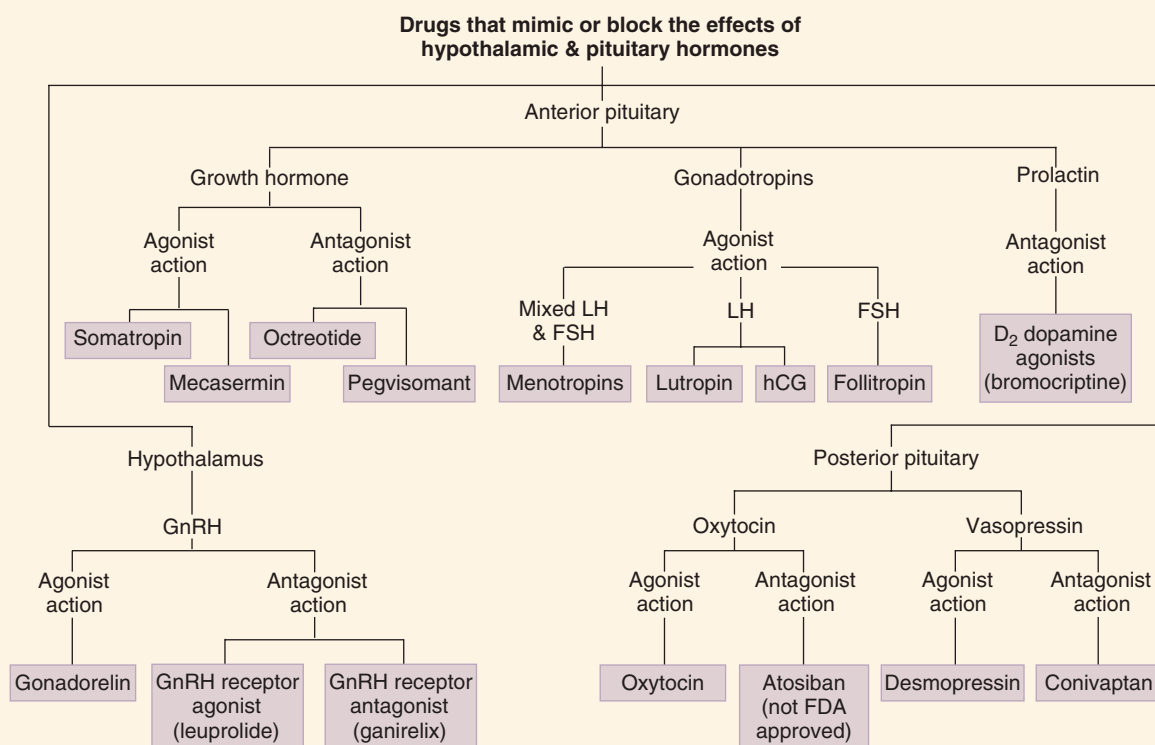 Drugs that mimic or block the effects of
hypothalamic & pituitary hormones
Anterior pituitary
Growth hormone
Gonadotropins
Prolactin
Agonist
action
Antagonist
action
Agonist
action
Antagonist
action
Mixed LH
& FSH
LH
FSH
Somatropin
Mecasermin
Octreotide
Pegvisomant
Menotropins
Lutropin
hCG
Follitropin
D₂ dopamine
agonists
(bromocriptine)
Hypothalamus
GnRH
Agonist
action
Antagonist
action
Gonadorelin
GnRH receptor
agonist
(leuprolide)
GnRH receptor
antagonist
(ganirelix)
Posterior pituitary
Oxytocin
Vasopressin
Agonist
action
Antagonist
action
Agonist
action
Antagonist
action
Oxytocin
Atosiban
(not FDA
approved)
Desmopressin
Conivaptan